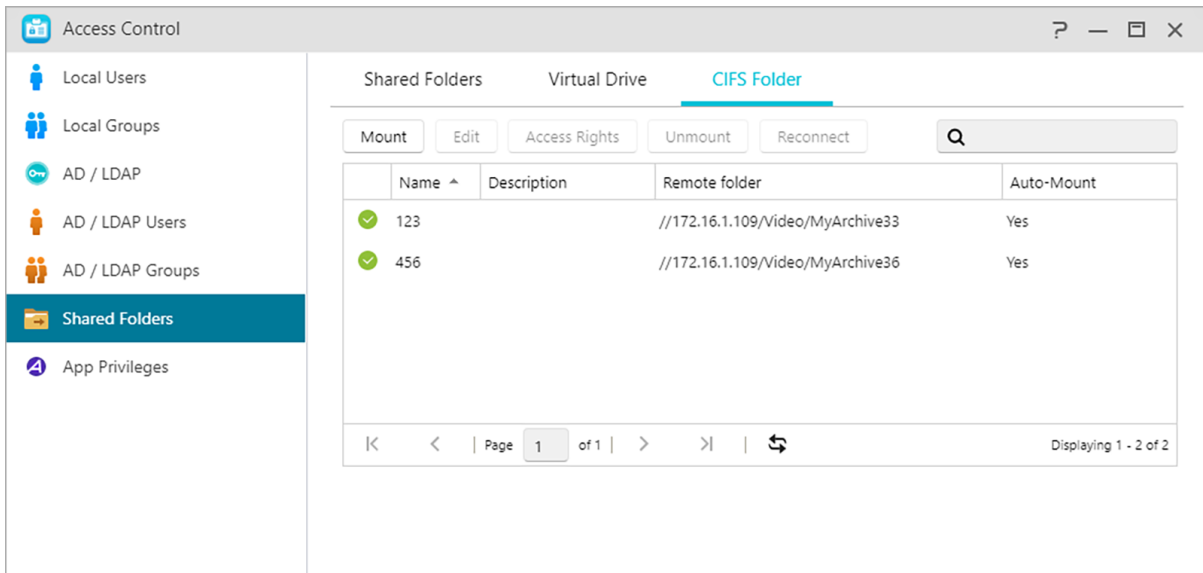 Access Control
Local Users
Local Groups
AD / LDAP
AD / LDAP Users
AD / LDAP Groups
Shared Folders
App Privileges
Shared Folders Virtual Drive CIFS Folder
Mount Edit Access Rights Unmount Reconnect
Name Description Remote folder Auto-Mount
123 //172.16.1.109/Video/MyArchive33 Yes
456 //172.16.1.109/Video/MyArchive36 Yes
Page 1 of 1 Displaying 1 - 2 of 2